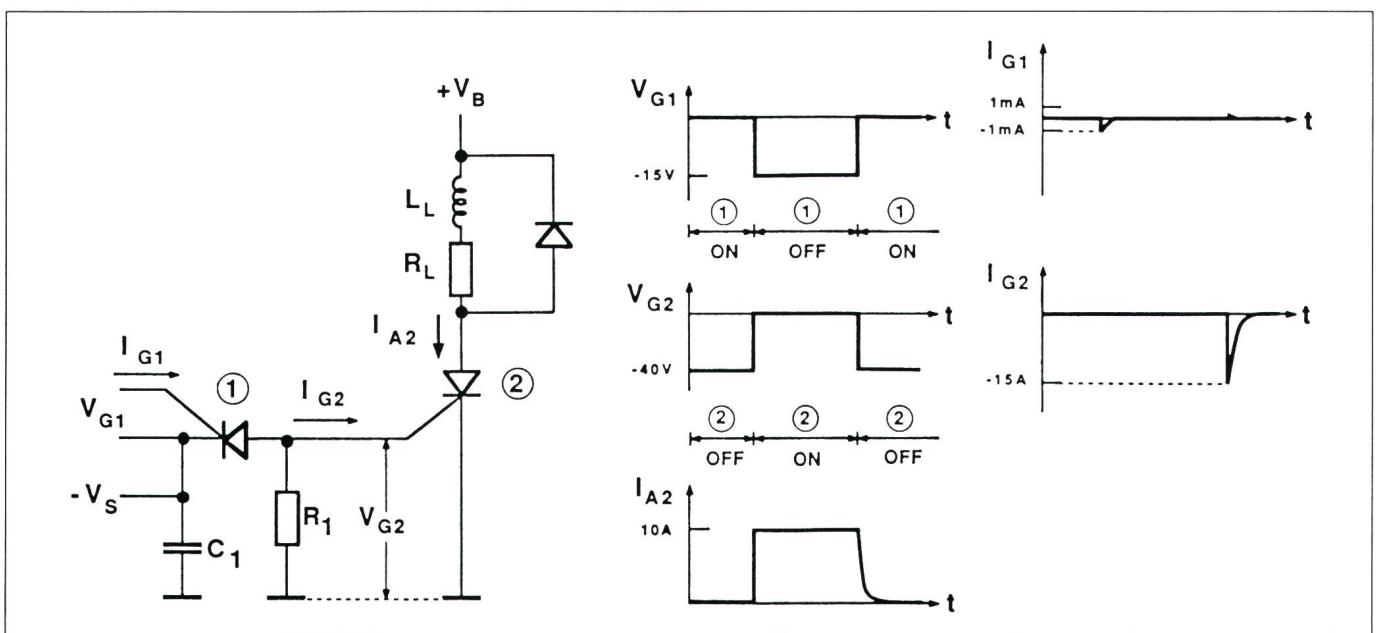 +V_B
L_L
R_L
I_A2
I_G1
①
②
I_G2
V_G1
-V_S
R_1
V_G2
C_1
V_G1
t
-15V
① ① ①
ON OFF ON
V_G2
t
-40V
② ② ②
OFF ON OFF
I_A2
10A
t
I_G1
1mA
t
-1mA
I_G2
t
-15A